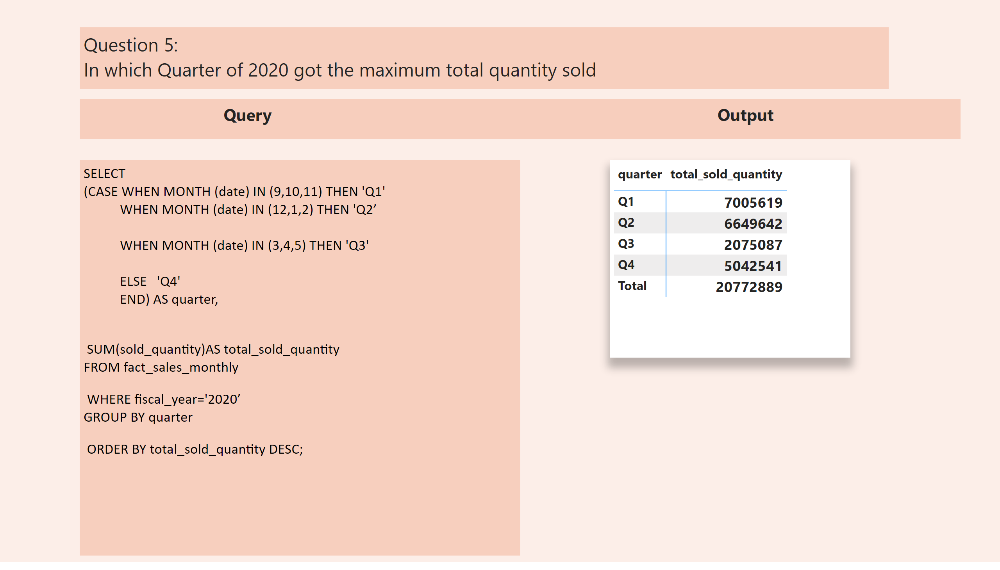 Question 5:
In which Quarter of 2020 got the maximum total quantity sold
Query
Output
SELECT
(CASE WHEN MONTH (date) IN (9,10,11) THEN 'Q1'
WHEN MONTH (date) IN (12,1,2) THEN 'Q2’
WHEN MONTH (date) IN (3,4,5) THEN 'Q3'
ELSE 'Q4'
END) AS quarter,
SUM(sold_quantity)AS total_sold_quantity
FROM fact_sales_monthly
WHERE fiscal_year='2020’
GROUP BY quarter
ORDER BY total_sold_quantity DESC;
quarter total_sold_quantity
Q1 7005619
Q2 6649642
Q3 2075087
Q4 5042541
Total 20772889